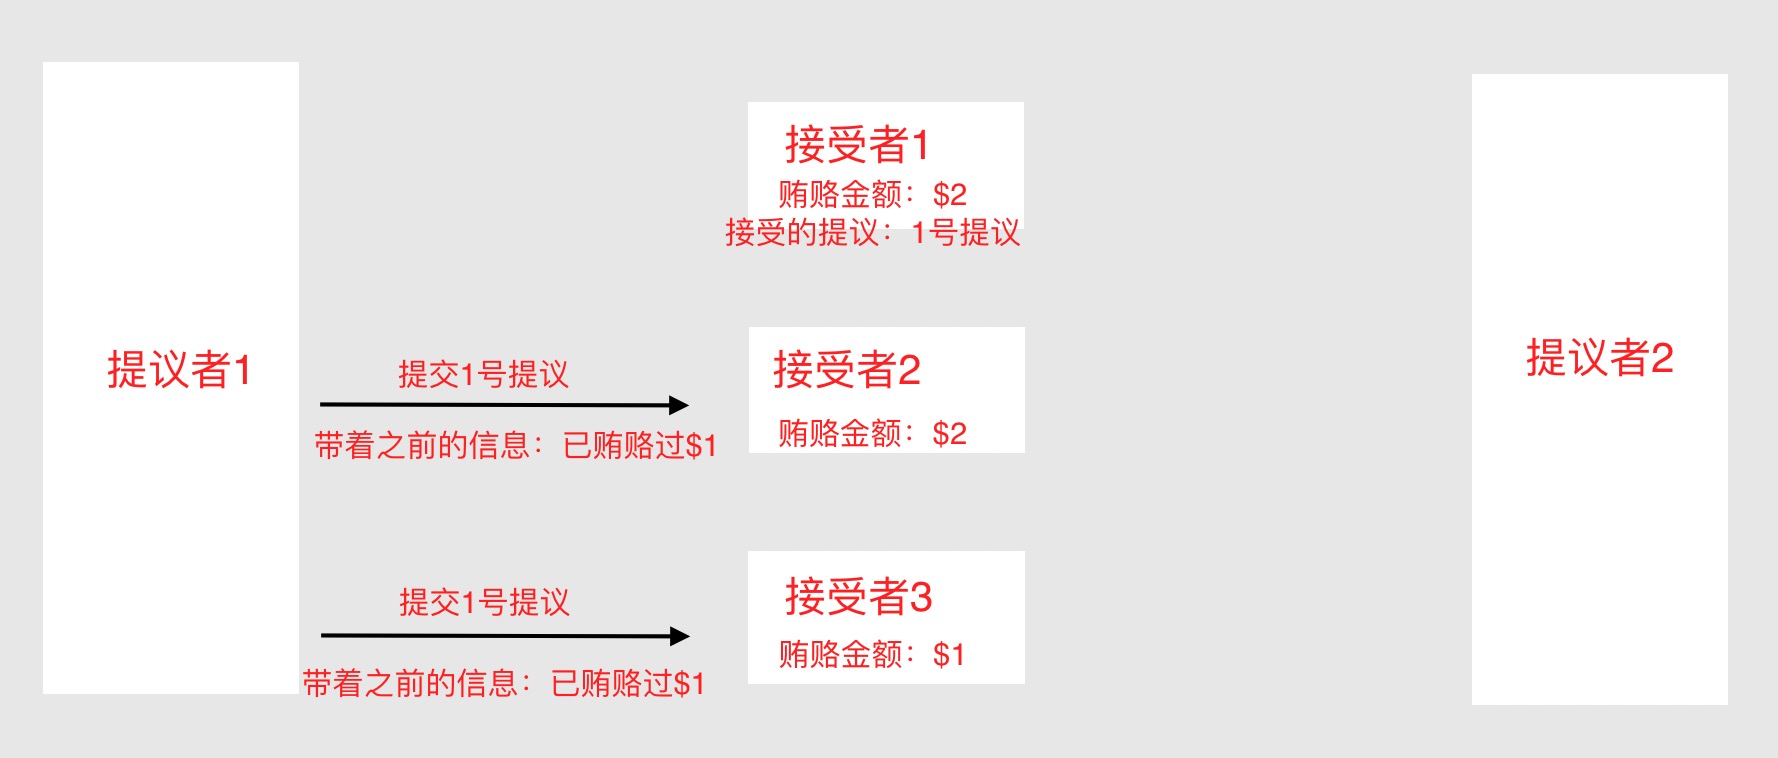 提议者1
提交1号提议
带着之前的信息：已贿赂过$1
提交1号提议
带着之前的信息：已贿赂过$1
接受者1
贿赂金额：$2
接受的提议：1号提议
接受者2
贿赂金额：$2
接受者3
贿赂金额：$1
提议者2